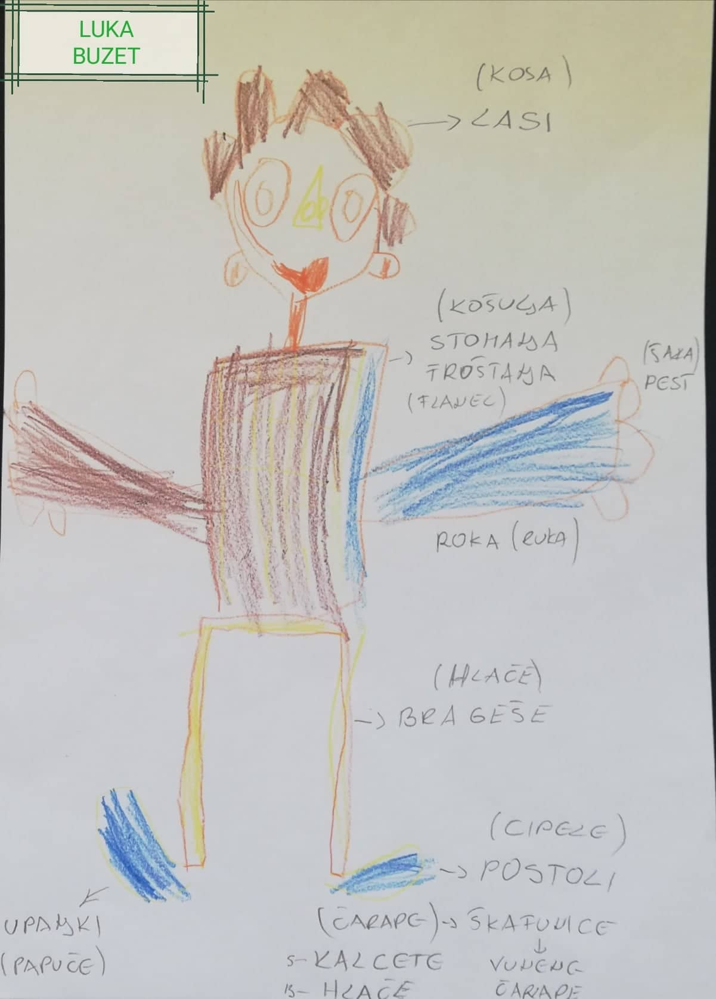 LUKA
BUZET
(KOSA)
LASI
(KOŠULJA)
STOMANJA
TROŠTANJA
(FLANEL)
(ŠAKA)
PEST
ROKA (RUKA)
(HLAČE)
BRAGEŠE
(CIPELE)
POSTOLI
UPANJKI
(PAPUČE)
(ČARAPE) → ŠKAFUNICE
VUNENE
ČARAPE
KALCETE
HLAČE